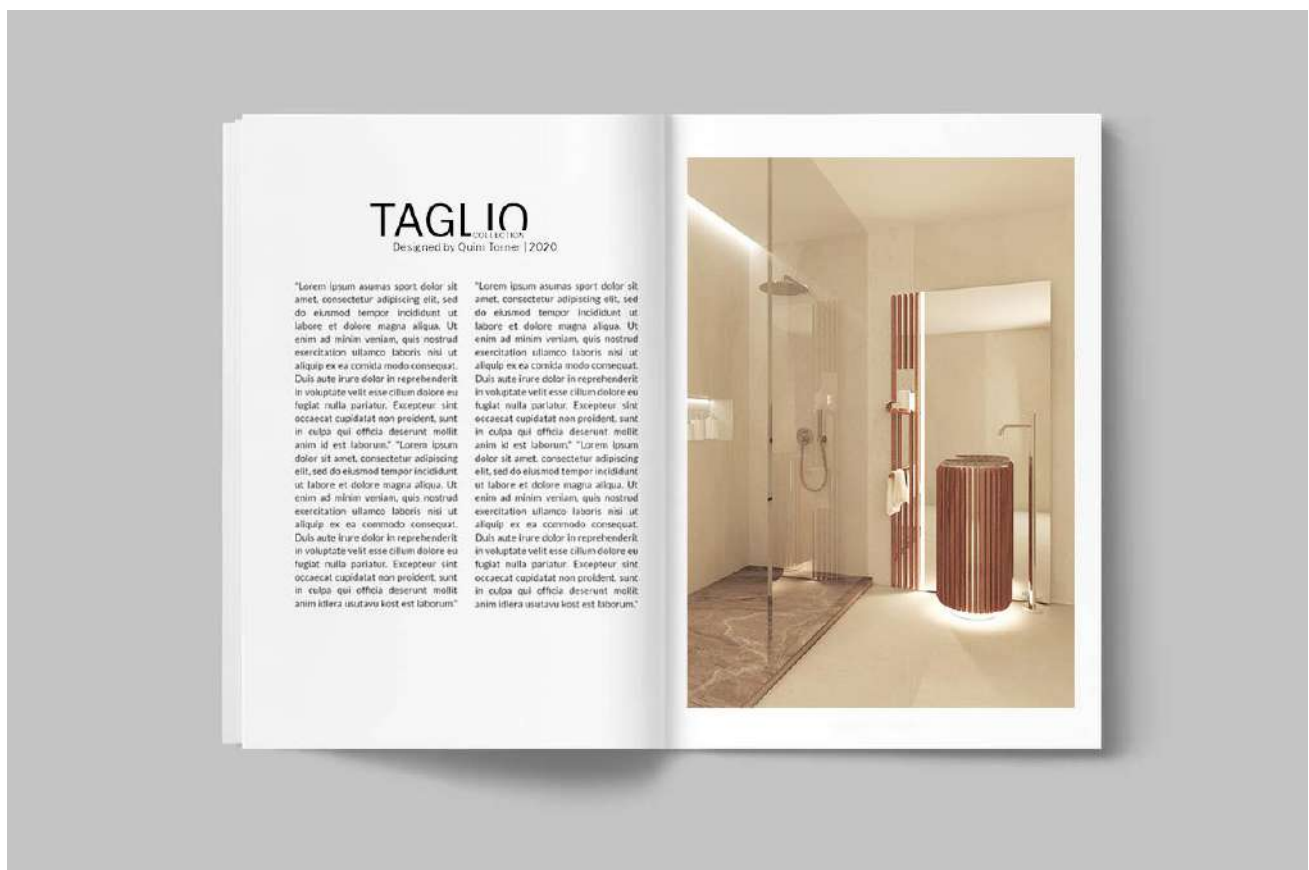 TAGLIO
COLLECTION
Designed by Quim Torner | 2020
"Lorem ipsum asumas sport dolor sit
amet, consectetur adipiscing elit, sed
do eiusmod tempor incididunt ut
labore et dolore magna aliqua. Ut
enim ad minim veniam, quis nostrud
exercitation ullamco laboris nisi ut
aliquip ex ea comida modo consequat.
Duis aute irure dolor in reprehenderit
in voluptate velit esse cillum dolore eu
fugiat nulla pariatur. Excepteur sint
occaecat cupidatat non proident, sunt
in culpa qui officia deserunt mollit
anim id est laborum." "Lorem ipsum
dolor sit amet, consectetur adipiscing
elit, sed do eiusmod tempor incididunt
ut labore et dolore magna aliqua. Ut
enim ad minim veniam, quis nostrud
exercitation ullamco laboris nisi ut
aliquip ex ea commodo consequat.
Duis aute irure dolor in reprehenderit
in voluptate velit esse cillum dolore eu
fugiat nulla pariatur. Excepteur sint
occaecat cupidatat non proident, sunt
in culpa qui officia deserunt mollit
anim idiera usutavu kost est laborum"
"Lorem ipsum asumas sport dolor sit
amet, consectetur adipiscing elit, sed
do eiusmod tempor incididunt ut
labore et dolore magna aliqua. Ut
enim ad minim veniam, quis nostrud
exercitation ullamco laboris nisi ut
aliquip ex ea comida modo consequat.
Duis aute irure dolor in reprehenderit
in voluptate velit esse cillum dolore eu
fugiat nulla pariatur. Excepteur sint
occaecat cupidatat non proident, sunt
in culpa qui officia deserunt mollit
anim id est laborum." "Lorem ipsum
dolor sit amet, consectetur adipiscing
elit, sed do eiusmod tempor incididunt
ut labore et dolore magna aliqua. Ut
enim ad minim veniam, quis nostrud
exercitation ullamco laboris nisi ut
aliquip ex ea commodo consequat.
Duis aute irure dolor in reprehenderit
in voluptate velit esse cillum dolore eu
fugiat nulla pariatur. Excepteur sint
occaecat cupidatat non proident, sunt
in culpa qui officia deserunt mollit
anim idiera usutavu kost est laborum."